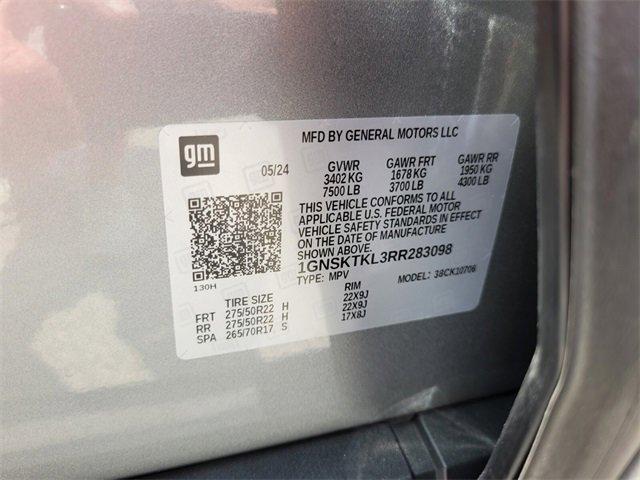 gm
MFD BY GENERAL MOTORS LLC
05/24
GVWR GAWR FRT GAWR RR
3402 KG 1678 KG 1950 KG
7500 LB 3700 LB 4300 LB
THIS VEHICLE CONFORMS TO ALL
APPLICABLE U.S. FEDERAL MOTOR
VEHICLE SAFETY STANDARDS IN EFFECT
ON THE DATE OF MANUFACTURE
SHOWN ABOVE.
1GNSKTKL3RR283098
TYPE: MPV MODEL: 38CK10706
130H
TIRE SIZE RIM
FRT 275/50R22 H 22X9J
RR 275/50R22 H 22X9J
SPA 265/70R17 S 17X8J